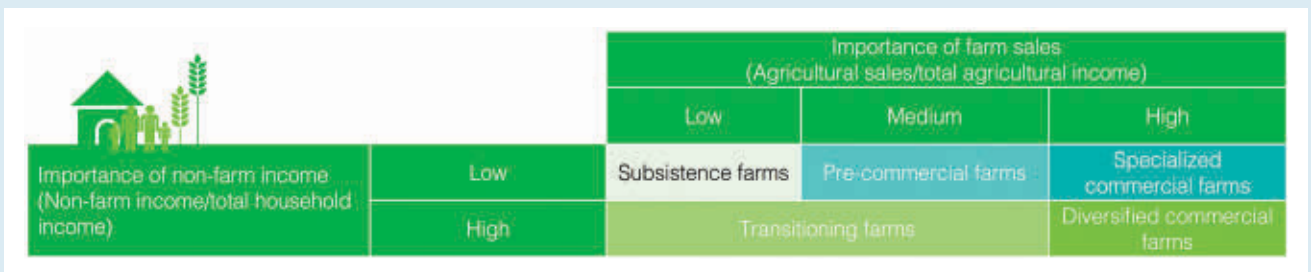 Importance of farm sales
(Agricultural sales/total agricultural income)
Low
Medium
High
Importance of non-farm income
(Non-farm income/total household
income)
Low
Subsistence farms
Pre-commercial farms
Specialized
commercial farms
High
Transitioning farms
Diversified commercial
farms